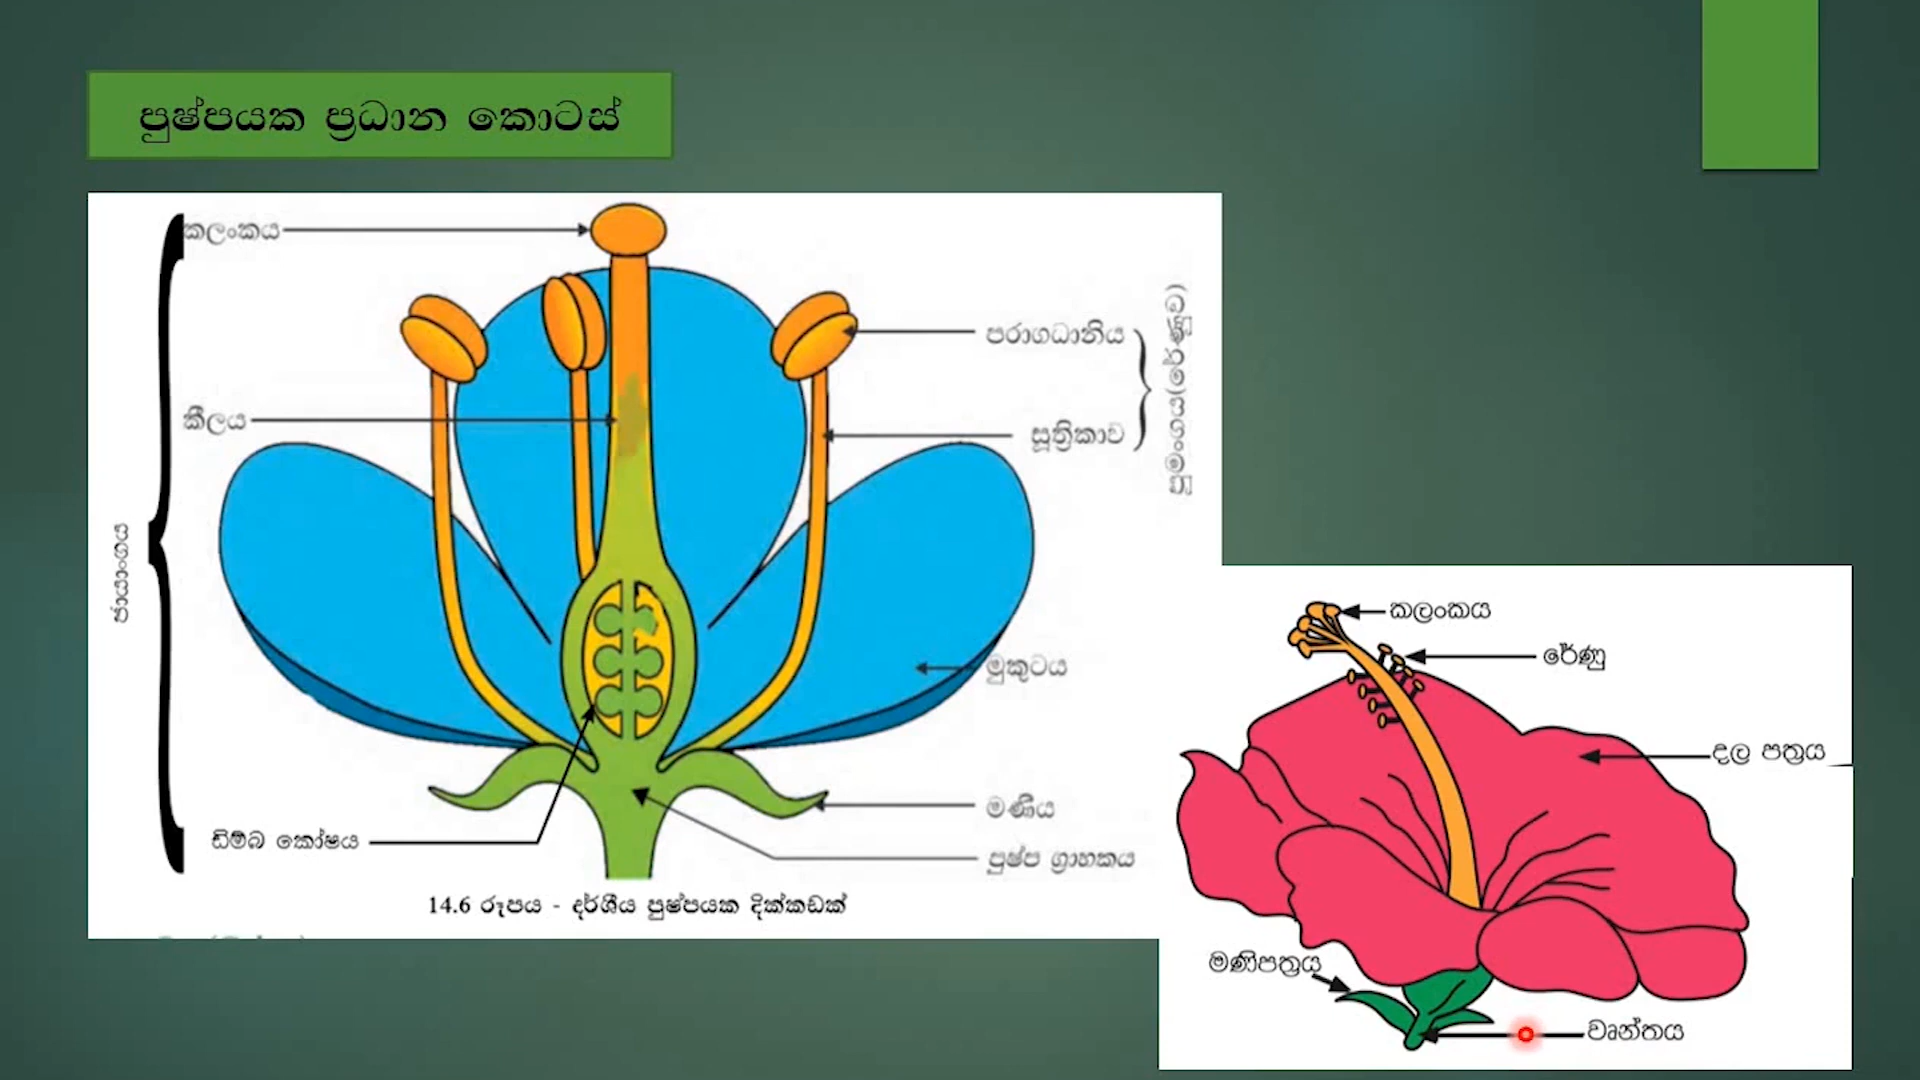 පුෂ්පයක ප්‍රධාන කොටස්
කලංකය
පරාගධානිය
කීලය
සූත්‍රිකාව
පුමංගය(රේණුව)
ජායාංගය
මුකුටය
මණිය
ඩිම්බ කෝෂය
පුෂ්ප ග්‍රාහකය
14.6 රූපය - දර්ශීය පුෂ්පයක දික්කඩක්
කලංකය
රේණු
දල පත්‍රය
මණිපත්‍රය
වෘන්තය